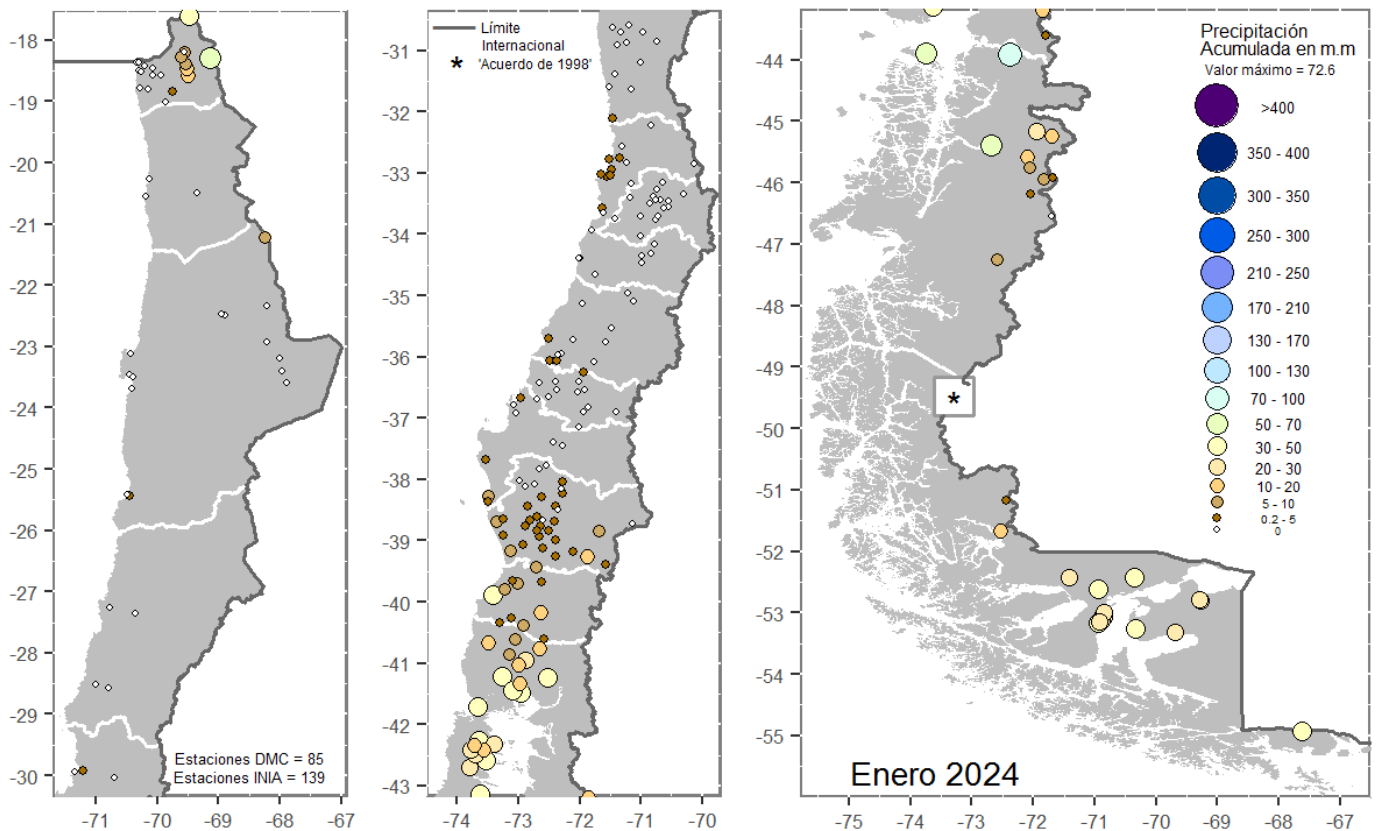 -18
-19
-20
-21
-22
-23
-24
-25
-26
-27
-28
-29
-30
-71
-70
-69
-68
-67
Estaciones DMC = 85
Estaciones INIA = 139
-31
-32
-33
-34
-35
-36
-37
-38
-39
-40
-41
-42
-43
-74
-73
-72
-71
-70
Límite
Internacional
* 'Acuerdo de 1998'
-44
-45
-46
-47
-48
-49
-50
-51
-52
-53
-54
-55
-75
-74
-73
-72
-71
-70
-69
-68
-67
*
Enero 2024
Precipitación
Acumulada en m.m
Valor máximo = 72.6
>400
350 - 400
300 - 350
250 - 300
210 - 250
170 - 210
130 - 170
100 - 130
70 - 100
50 - 70
30 - 50
20 - 30
10 - 20
5 - 10
0.2 - 5
0